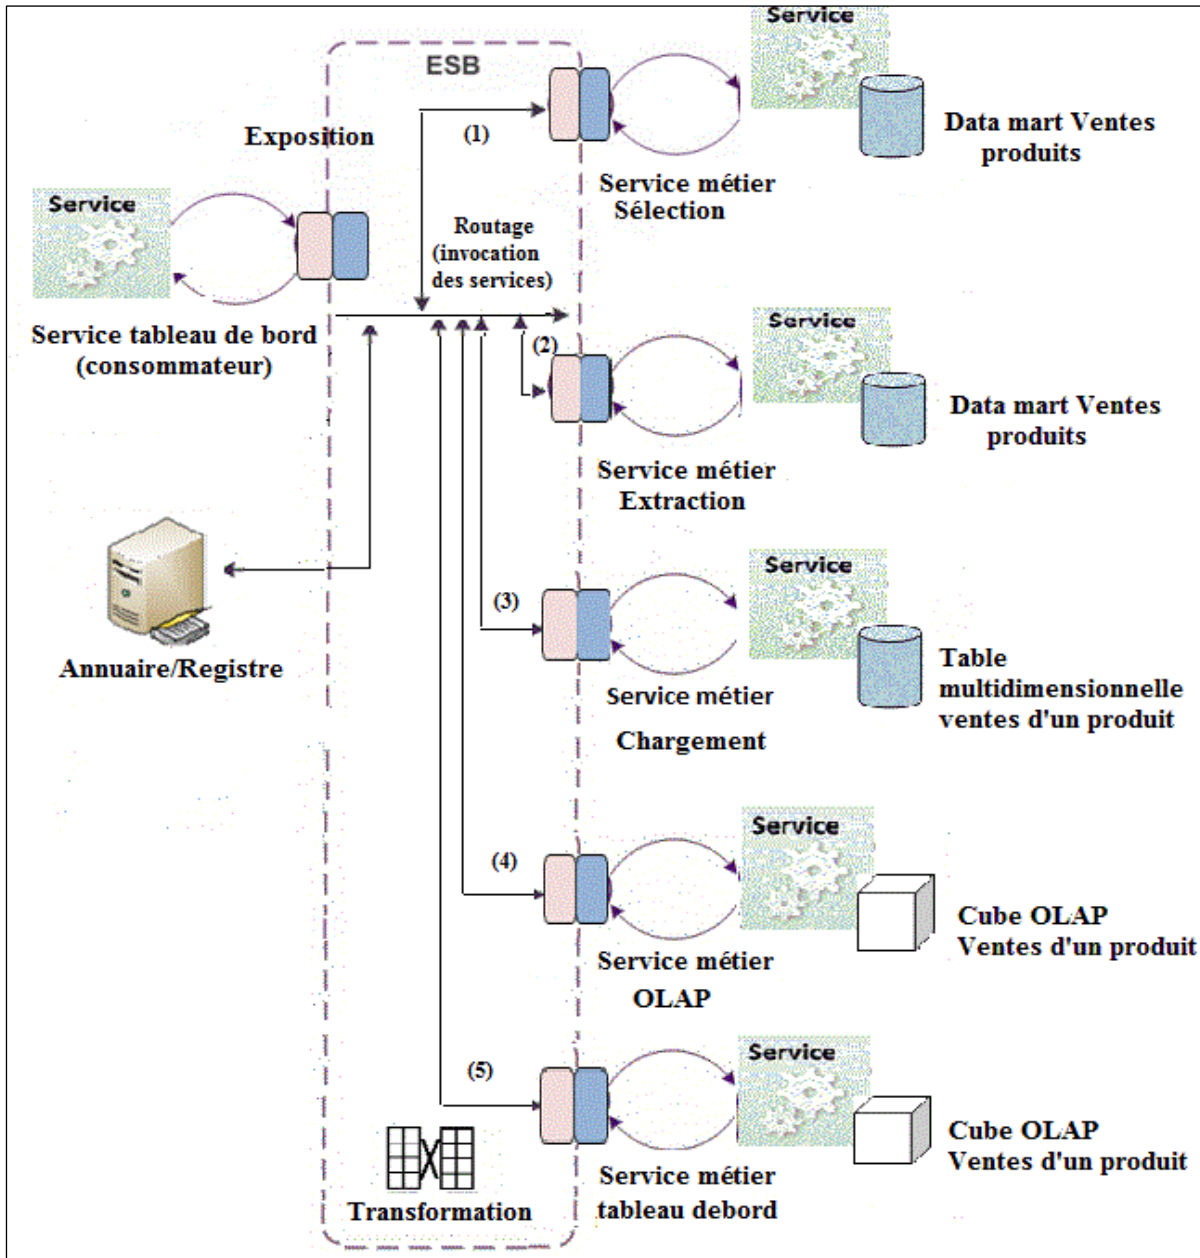 Service
ESB
(1)
Data mart Ventes
produits
Exposition
Service métier
Sélection
Service
Routage
(invocation
des services)
Service
Service tableau de bord
(consommateur)
(2)
Data mart Ventes
produits
Service métier
Extraction
Service
(3)
Annuaire/Registre
Table
multidimensionnelle
ventes d'un produit
Service métier
Chargement
Service
(4)
Cube OLAP
Ventes d'un produit
Service métier
OLAP
Service
(5)
Cube OLAP
Ventes d'un produit
Service métier
tableau debord
Transformation